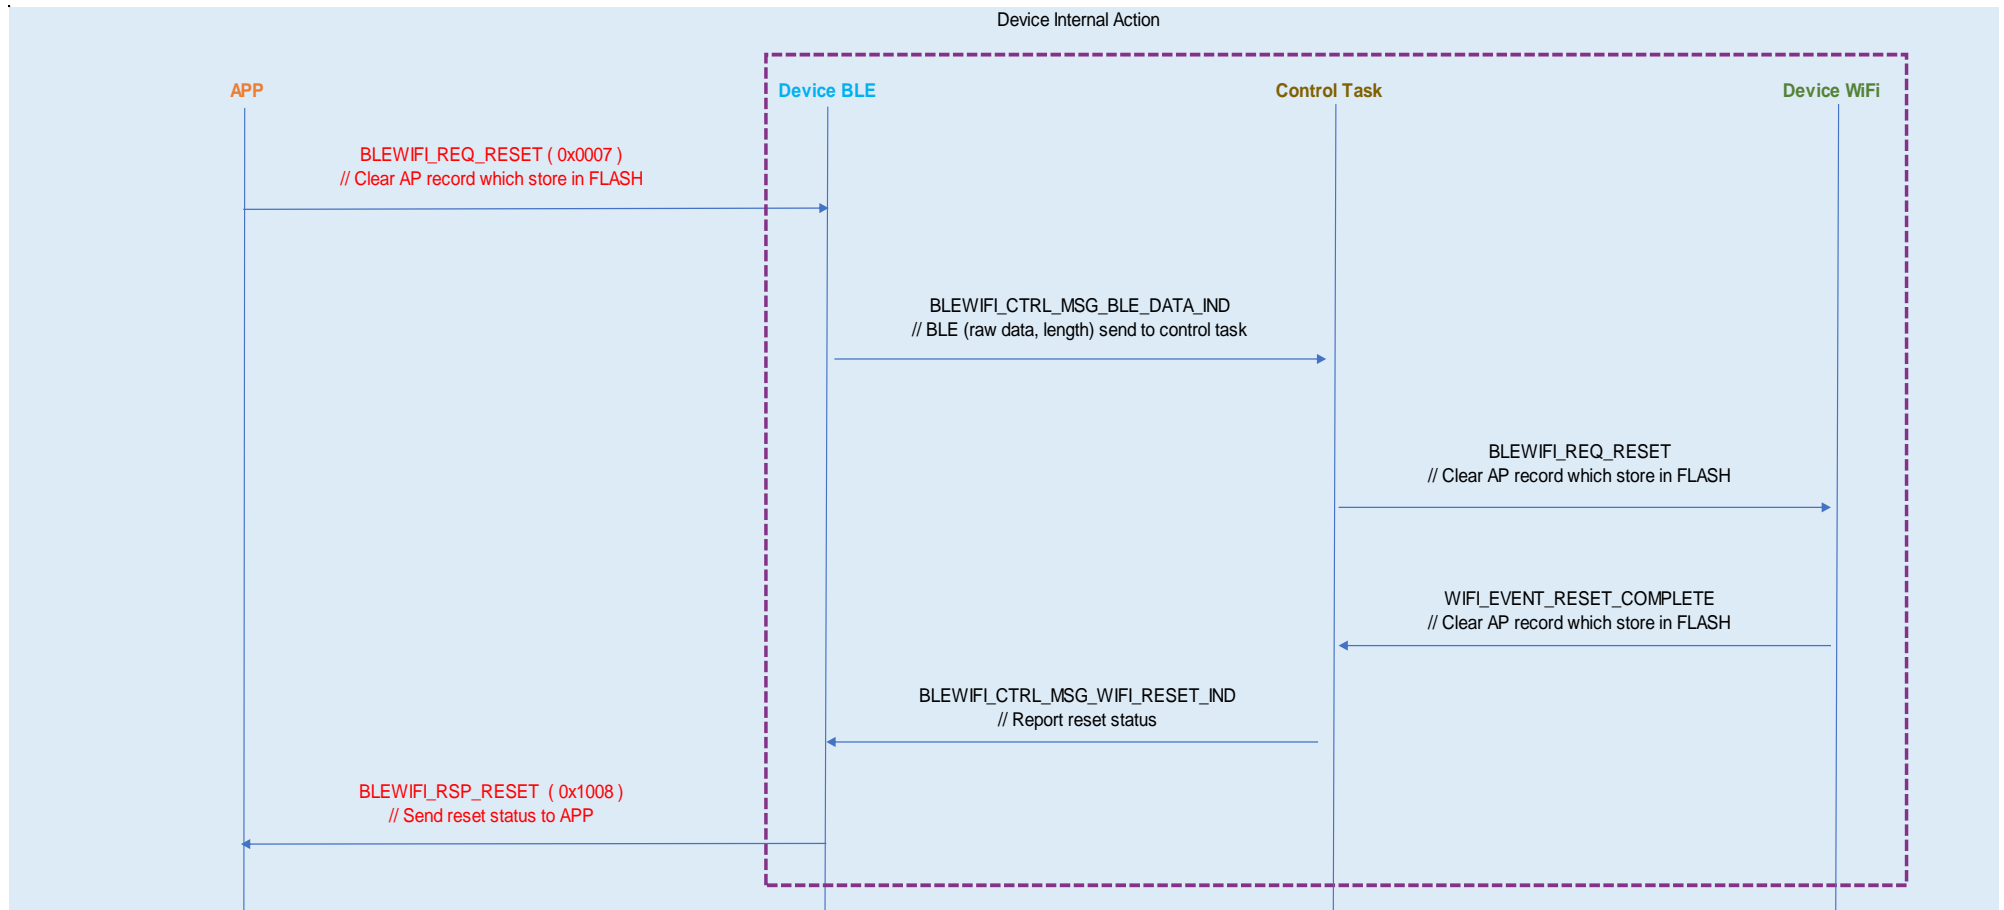 Device Internal Action
APP
Device BLE
Control Task
Device WiFi
BLEWIFI_REQ_RESET ( 0x0007 )
// Clear AP record which store in FLASH
BLEWIFI_CTRL_MSG_BLE_DATA_IND
// BLE (raw data, length) send to control task
BLEWIFI_REQ_RESET
// Clear AP record which store in FLASH
WIFI_EVENT_RESET_COMPLETE
// Clear AP record which store in FLASH
BLEWIFI_CTRL_MSG_WIFI_RESET_IND
// Report reset status
BLEWIFI_RSP_RESET ( 0x1008 )
// Send reset status to APP